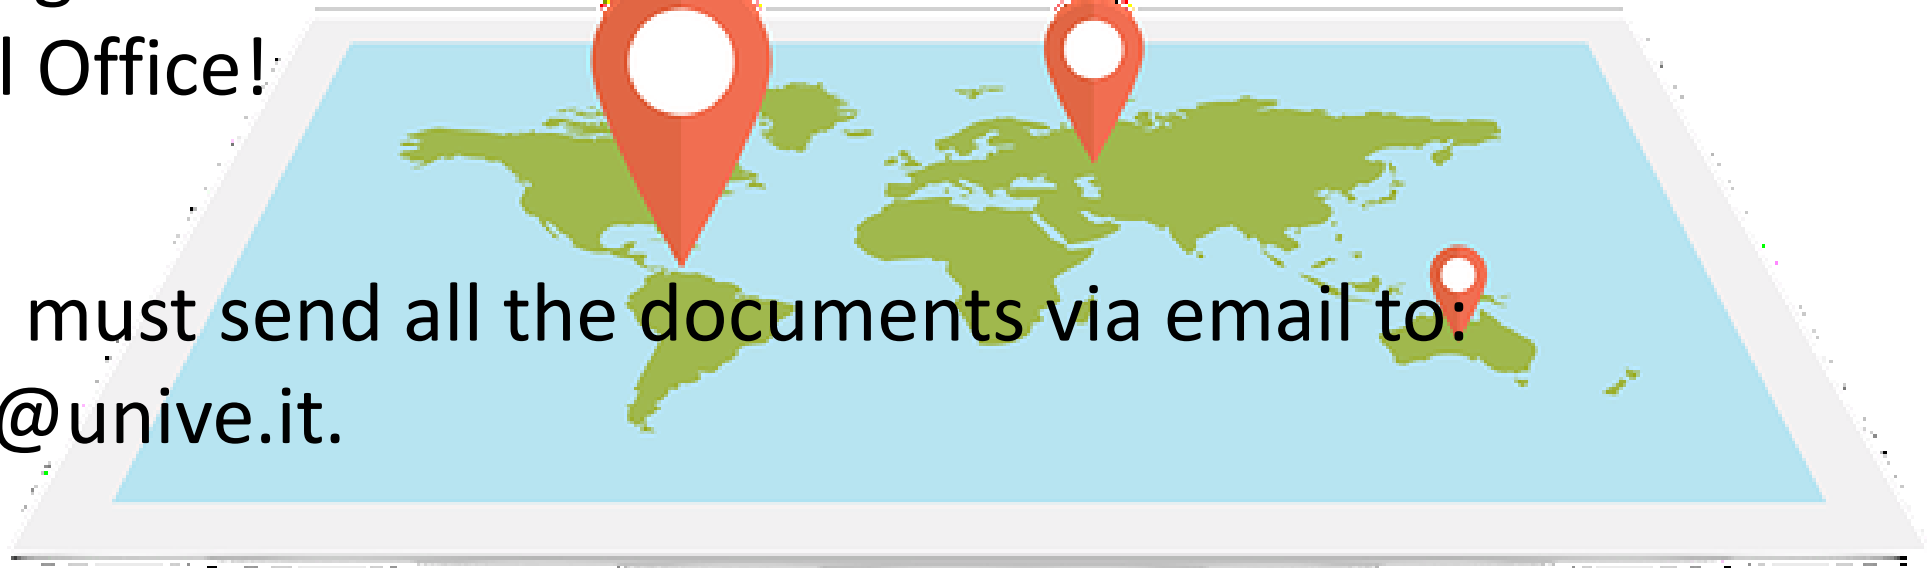 l Office!
must send all the documents via email to:
@unive.it.